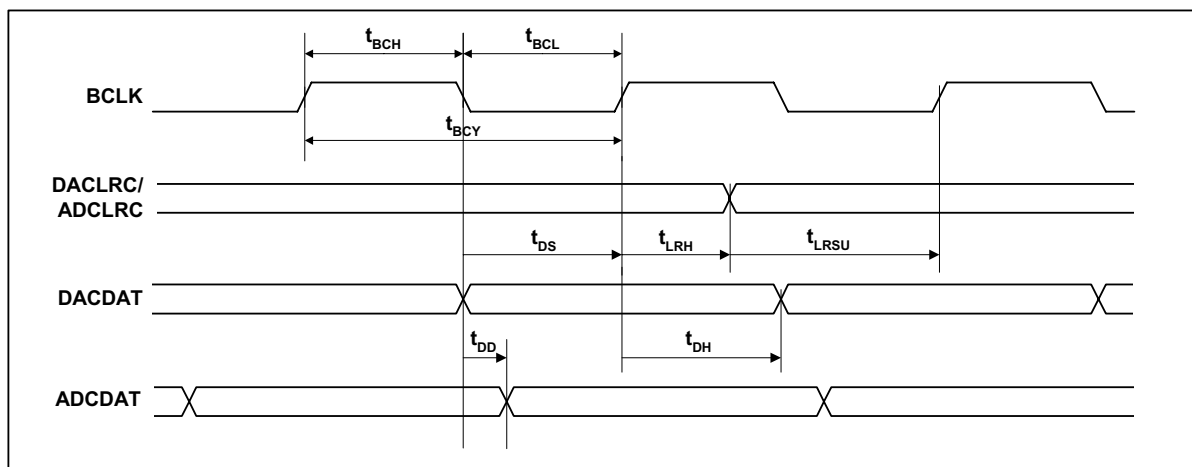 tBCH tBCL
BCLK
tBCY
DACLRC/
ADCLRC
tDS tLRH tLRSU
DACDAT
tDD tDH
ADCDAT